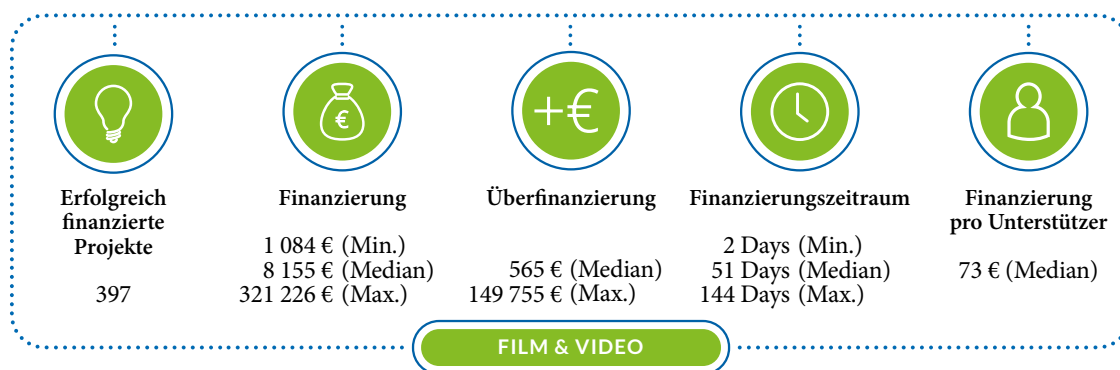 €
+€
Erfolgreich
finanzierte
Projekte
397
Finanzierung
1 084 € (Min.)
8 155 € (Median)
321 226 € (Max.)
Überfinanzierung
565 € (Median)
149 755 € (Max.)
Finanzierungszeitraum
2 Days (Min.)
51 Days (Median)
144 Days (Max.)
Finanzierung
pro Unterstützer
73 € (Median)
FILM & VIDEO